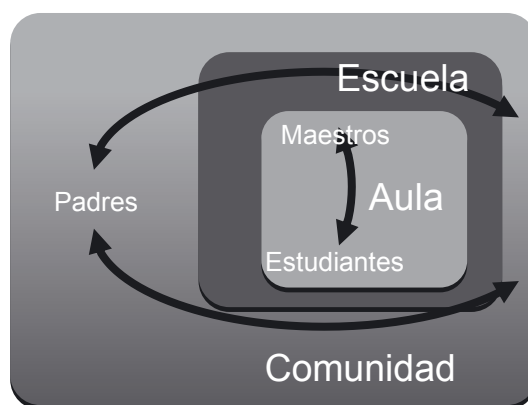 Escuela
Maestros
Padres
Aula
Estudiantes
Comunidad